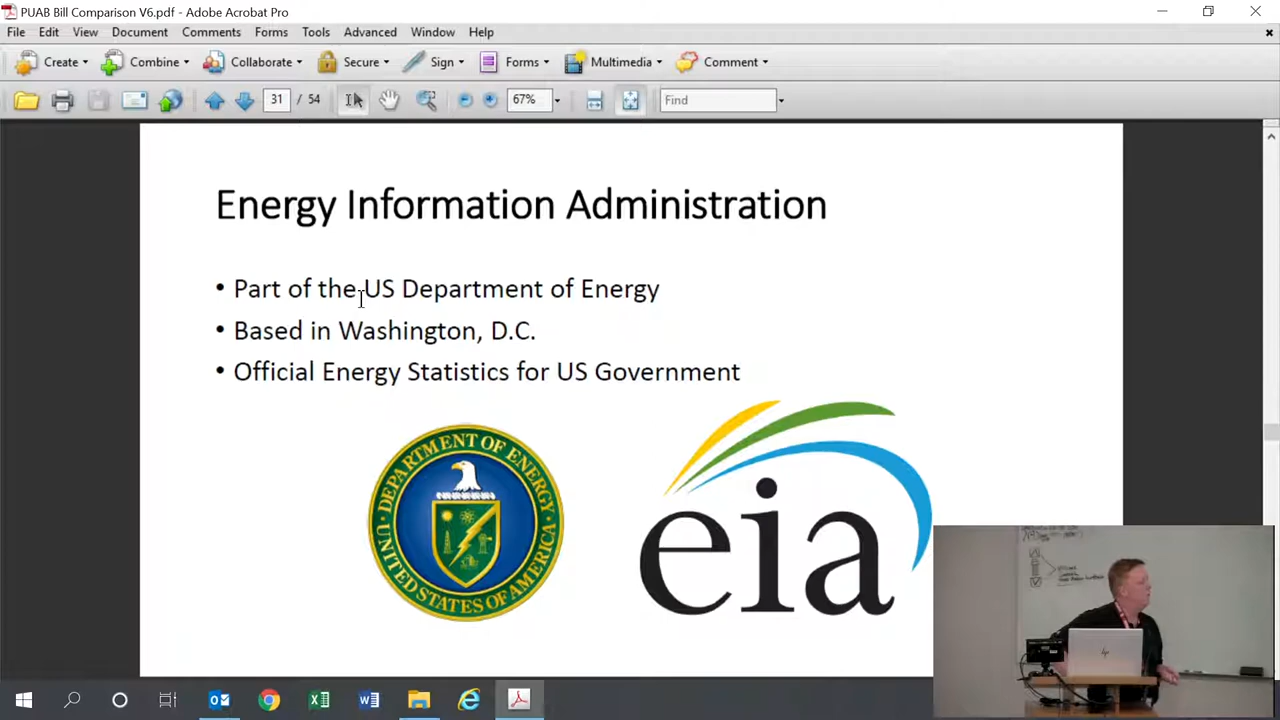 PUAB Bill Comparison V6.pdf - Adobe Acrobat Pro
File Edit View Document Comments Forms Tools Advanced Window Help
Create Combine Collaborate Secure Sign Forms Multimedia Comment
31 / 54 67% Find
Energy Information Administration
• Part of the US Department of Energy
• Based in Washington, D.C.
• Official Energy Statistics for US Government
DEPARTMENT OF ENERGY
UNITED STATES OF AMERICA
eia
hp